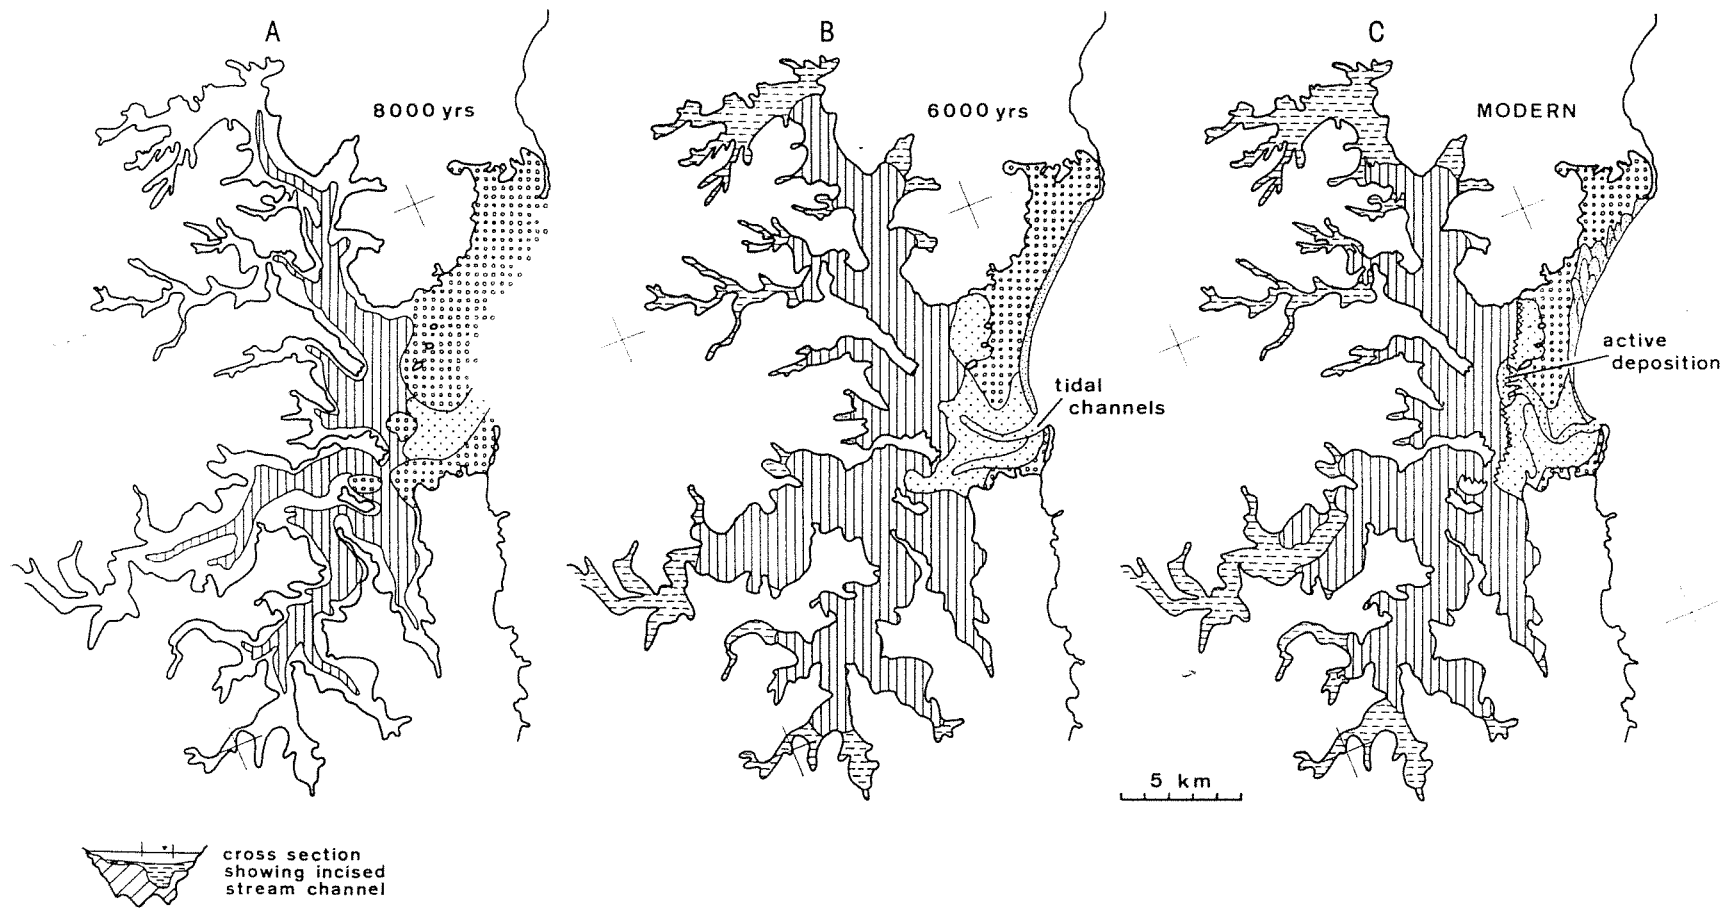 A
B
C
8000 yrs
6000 yrs
MODERN
active
deposition
tidal
channels
5 km
cross section
showing incised
stream channel